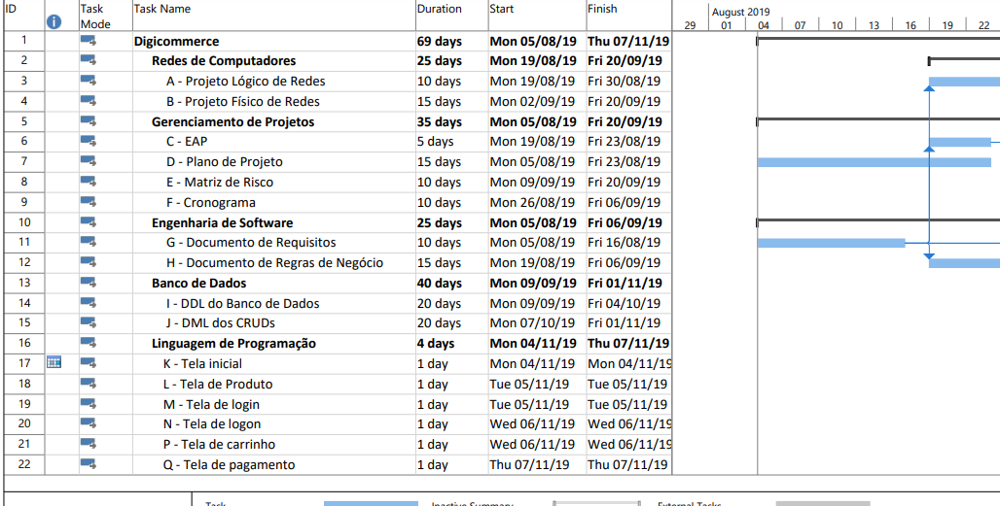 ID Task Mode Task Name Duration Start Finish
August 2019
29 01 04 07 10 13 16 19 22
1 Digicommerce 69 days Mon 05/08/19 Thu 07/11/19
2 Redes de Computadores 25 days Mon 19/08/19 Fri 20/09/19
3 A - Projeto Lógico de Redes 10 days Mon 19/08/19 Fri 30/08/19
4 B - Projeto Físico de Redes 15 days Mon 02/09/19 Fri 20/09/19
5 Gerenciamento de Projetos 35 days Mon 05/08/19 Fri 20/09/19
6 C - EAP 5 days Mon 19/08/19 Fri 23/08/19
7 D - Plano de Projeto 15 days Mon 05/08/19 Fri 23/08/19
8 E - Matriz de Risco 10 days Mon 09/09/19 Fri 20/09/19
9 F - Cronograma 10 days Mon 26/08/19 Fri 06/09/19
10 Engenharia de Software 25 days Mon 05/08/19 Fri 06/09/19
11 G - Documento de Requisitos 10 days Mon 05/08/19 Fri 16/08/19
12 H - Documento de Regras de Negócio 15 days Mon 19/08/19 Fri 06/09/19
13 Banco de Dados 40 days Mon 09/09/19 Fri 01/11/19
14 I - DDL do Banco de Dados 20 days Mon 09/09/19 Fri 04/10/19
15 J - DML dos CRUDs 20 days Mon 07/10/19 Fri 01/11/19
16 Linguagem de Programação 4 days Mon 04/11/19 Thu 07/11/19
17 K - Tela inicial 1 day Mon 04/11/19 Mon 04/11/19
18 L - Tela de Produto 1 day Tue 05/11/19 Tue 05/11/19
19 M - Tela de login 1 day Tue 05/11/19 Tue 05/11/19
20 N - Tela de logon 1 day Wed 06/11/19 Wed 06/11/19
21 P - Tela de carrinho 1 day Wed 06/11/19 Wed 06/11/19
22 Q - Tela de pagamento 1 day Thu 07/11/19 Thu 07/11/19
Task Inactive Summary External Tasks